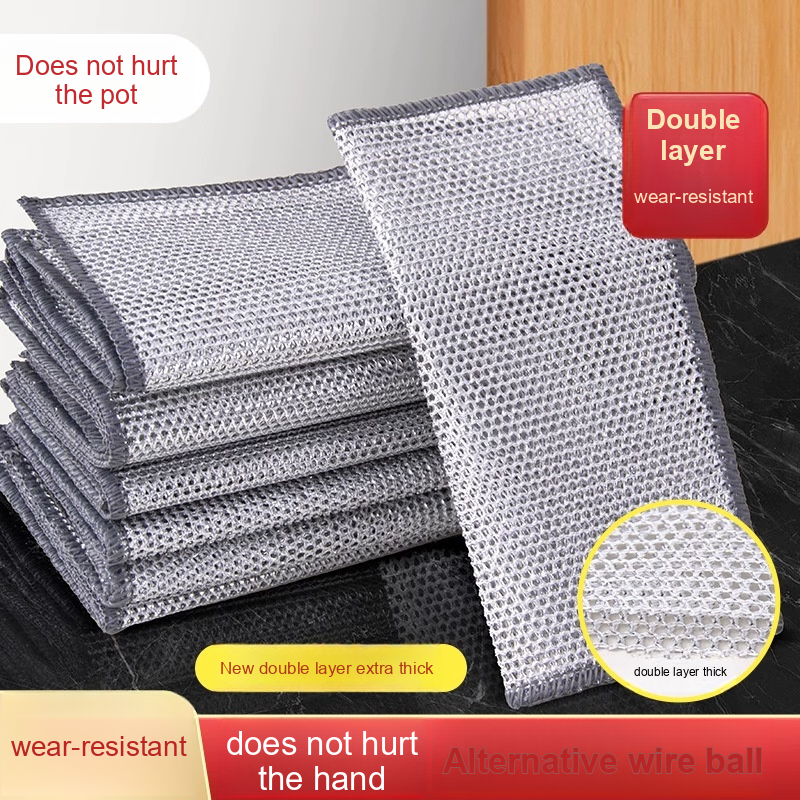 Does not hurt
the pot
Double
layer
wear-resistant
double layer thick
New double layer extra thick
wear-resistant
does not hurt
the hand
Alternative wire ball